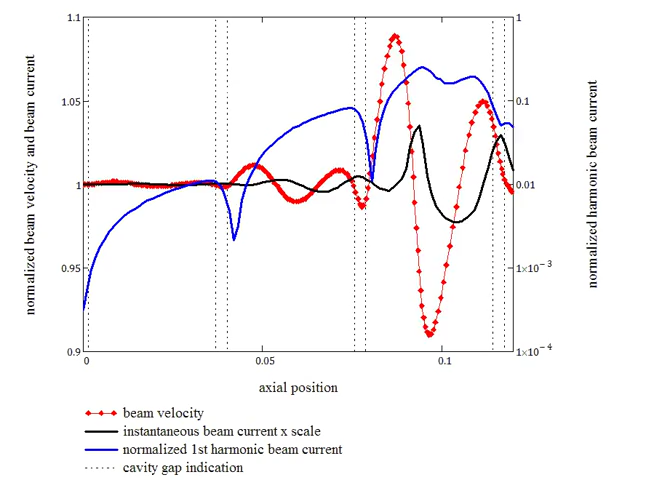 1.1
1.05
1
0.95
0.9
1
0.1
0.01
1×10⁻³
1×10⁻⁴
0
0.05
0.1
normalized beam velocity and beam current
normalized harmonic beam current
axial position
beam velocity
instantaneous beam current x scale
normalized 1st harmonic beam current
cavity gap indication